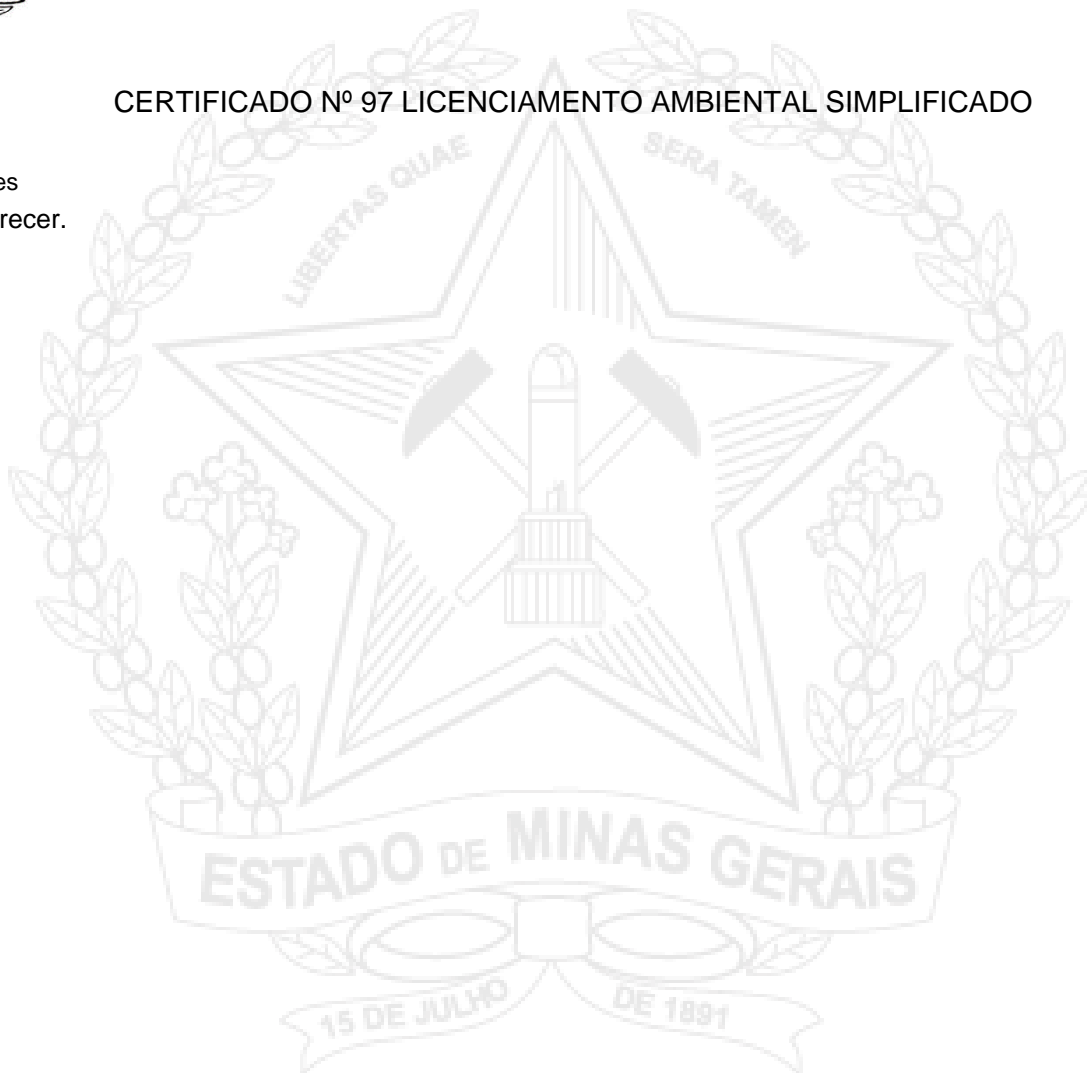 CERTIFICADO Nº 97 LICENCIAMENTO AMBIENTAL SIMPLIFICADO
es
recer.
LIBERTAS QUAE SERA TAMEN
ESTADO DE MINAS GERAIS
15 DE JULHO DE 1891